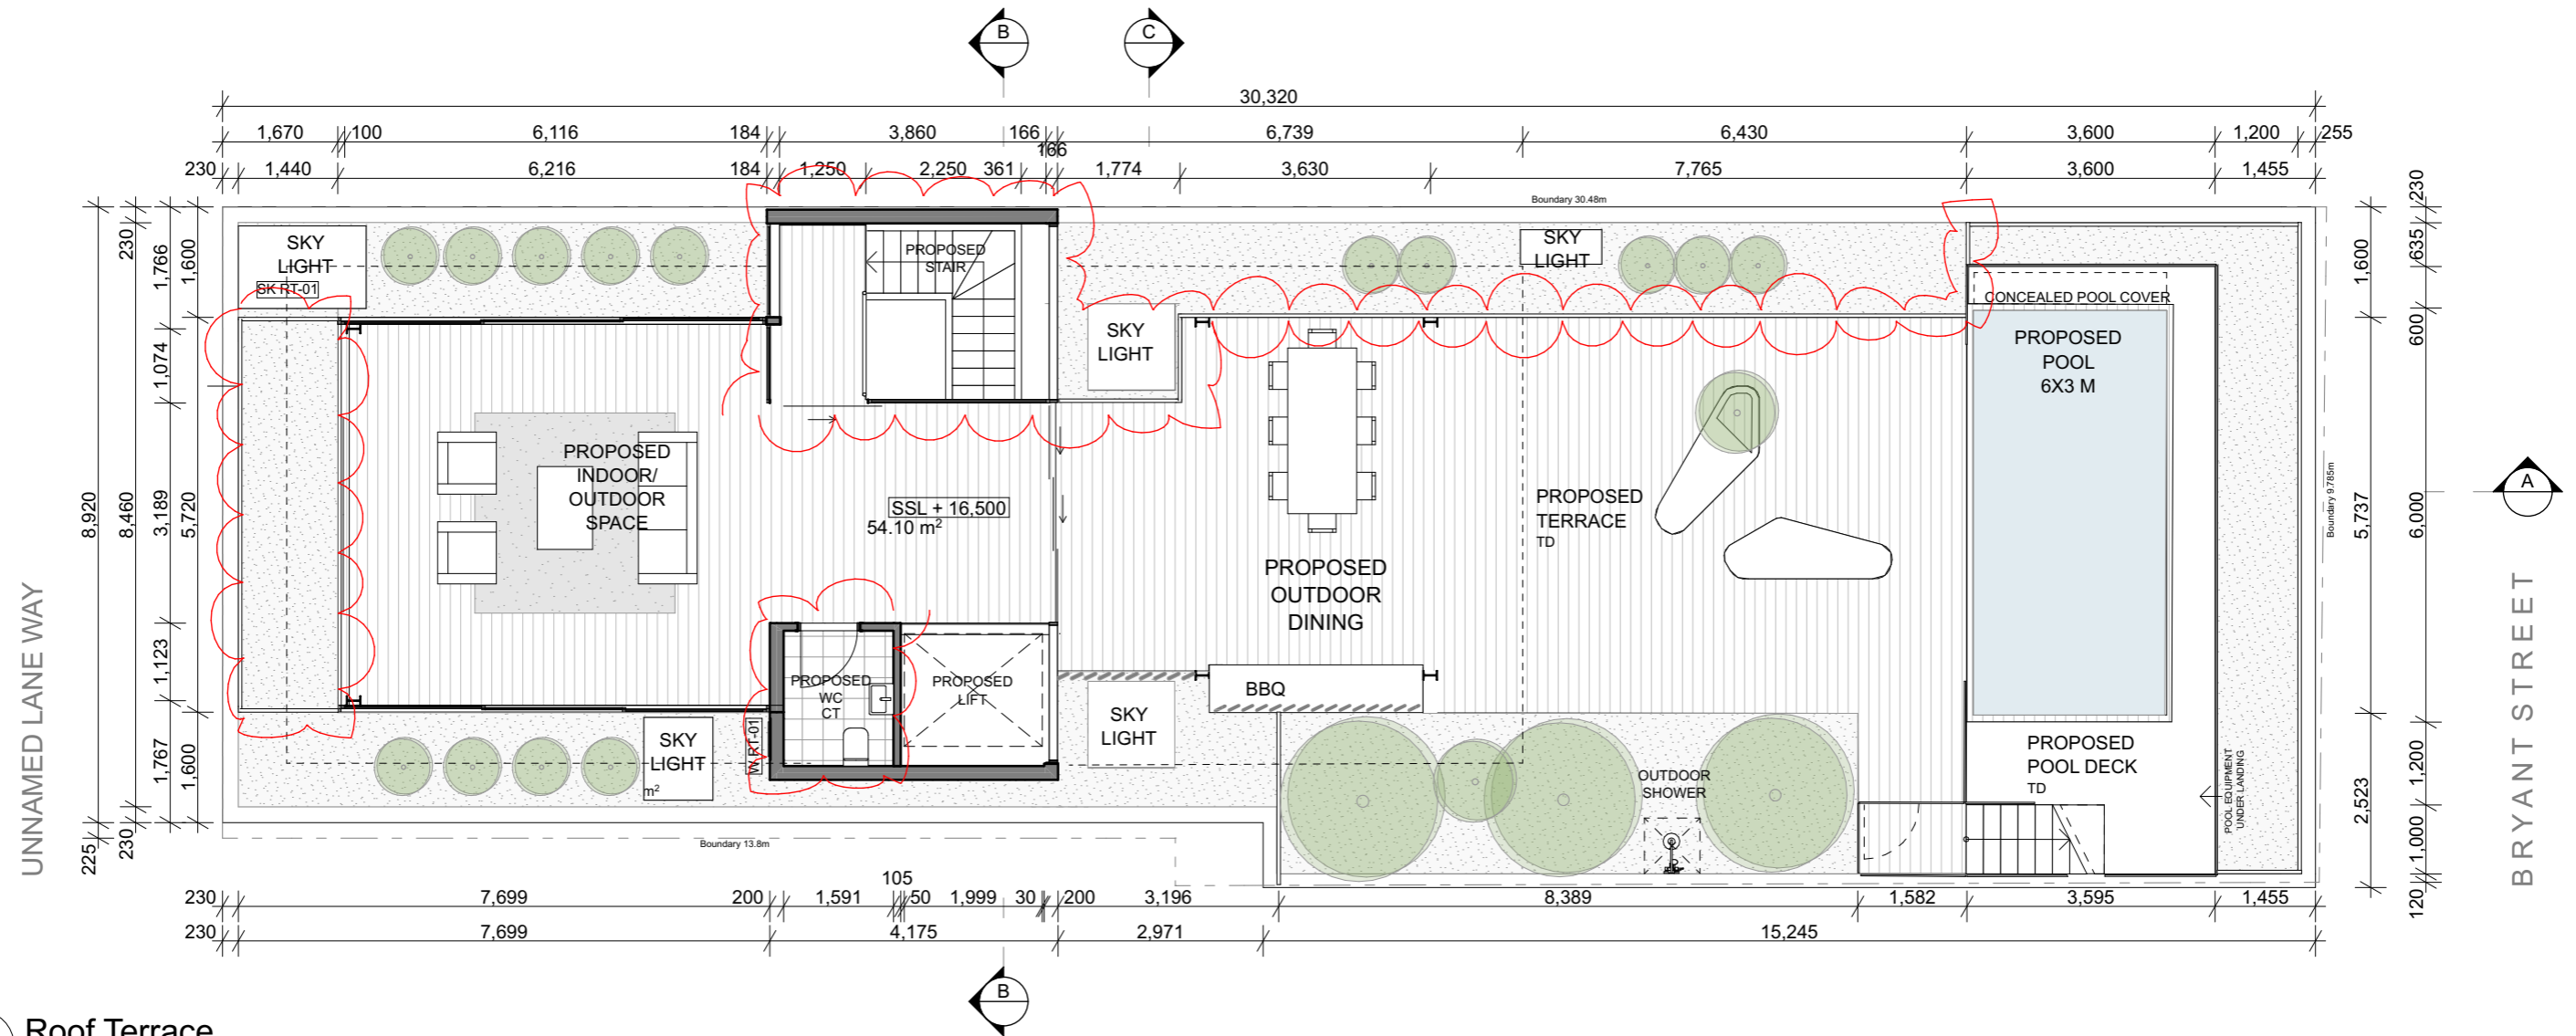 B
C
30,320
1,670
100
6,116
184
3,860
166
6,739
6,430
3,600
1,200
255
166
230
1,440
6,216
184
1,250
2,250
361
1,774
3,630
7,765
3,600
1,455
Boundary 30.48m
8,920
230
8,460
225
230
1,766
1,074
3,189
1,123
1,767
1,600
5,720
1,600
UNNAMED LANE WAY
SKY
LIGHT
SK RT-01
PROPOSED
STAIR
SKY
LIGHT
SKY
LIGHT
CONCEALED POOL COVER
PROPOSED
POOL
6X3 M
PROPOSED
INDOOR/
OUTDOOR
SPACE
SSL + 16,500
54.10 m²
PROPOSED
TERRACE
TD
PROPOSED
OUTDOOR
DINING
PROPOSED
WC
CT
PROPOSED
LIFT
BBQ
SKY
LIGHT
m²
W RT-01
SKY
LIGHT
OUTDOOR
SHOWER
PROPOSED
POOL DECK
TD
POOL EQUIPMENT
UNDER LANDING
Boundary 9.785m
1,600
5,737
2,523
230
635
600
6,000
1,200
1,000
120
A
BRYANT STREET
Boundary 13.8m
230
7,699
200
1,591
105
50
1,999
30
200
3,196
8,389
1,582
3,595
1,455
230
7,699
4,175
2,971
15,245
B
Roof Terrace